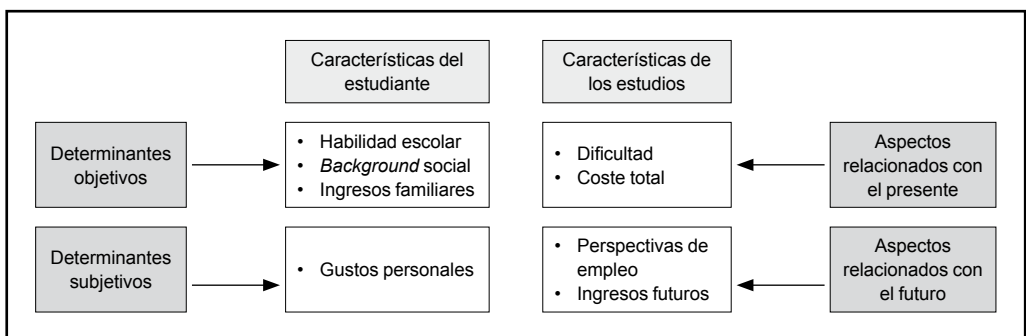 Características del
estudiante
Características de
los estudios
Determinantes
objetivos
• Habilidad escolar
• Background social
• Ingresos familiares
• Dificultad
• Coste total
Aspectos
relacionados con
el presente
Determinantes
subjetivos
• Gustos personales
• Perspectivas de
empleo
• Ingresos futuros
Aspectos
relacionados con
el futuro